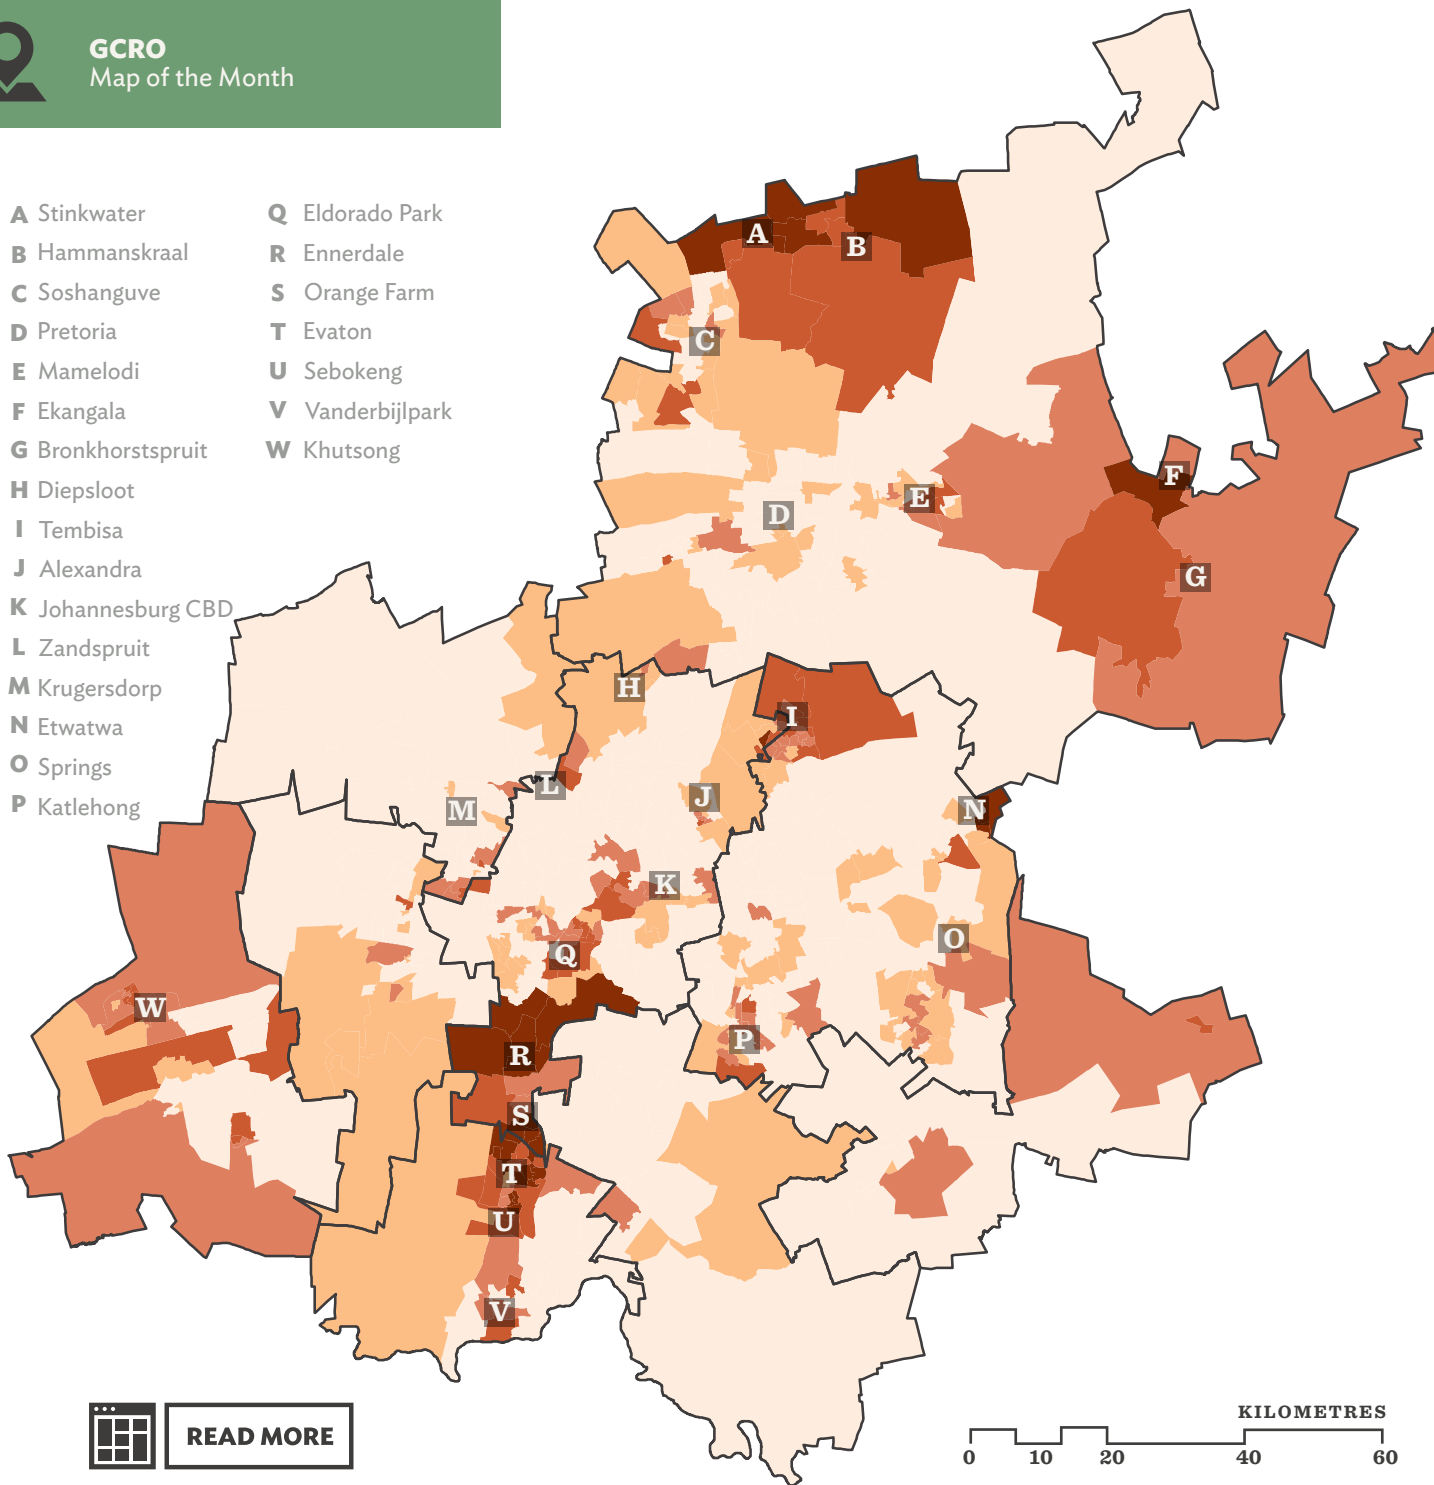 GCRO
Map of the Month
A Stinkwater
B Hammanskraal
C Soshanguve
D Pretoria
E Mamelodi
F Ekangala
G Bronkhorstspruit
H Diepsloot
I Tembisa
J Alexandra
K Johannesburg CBD
L Zandspruit
M Krugersdorp
N Etwatwa
O Springs
P Katlehong
Q Eldorado Park
R Ennerdale
S Orange Farm
T Evaton
U Sebokeng
V Vanderbijlpark
W Khutsong
A
B
C
F
E
D
G
H
I
L
J
M
N
K
O
Q
W
P
R
S
T
U
V
READ MORE
KILOMETRES
0 10 20 40 60